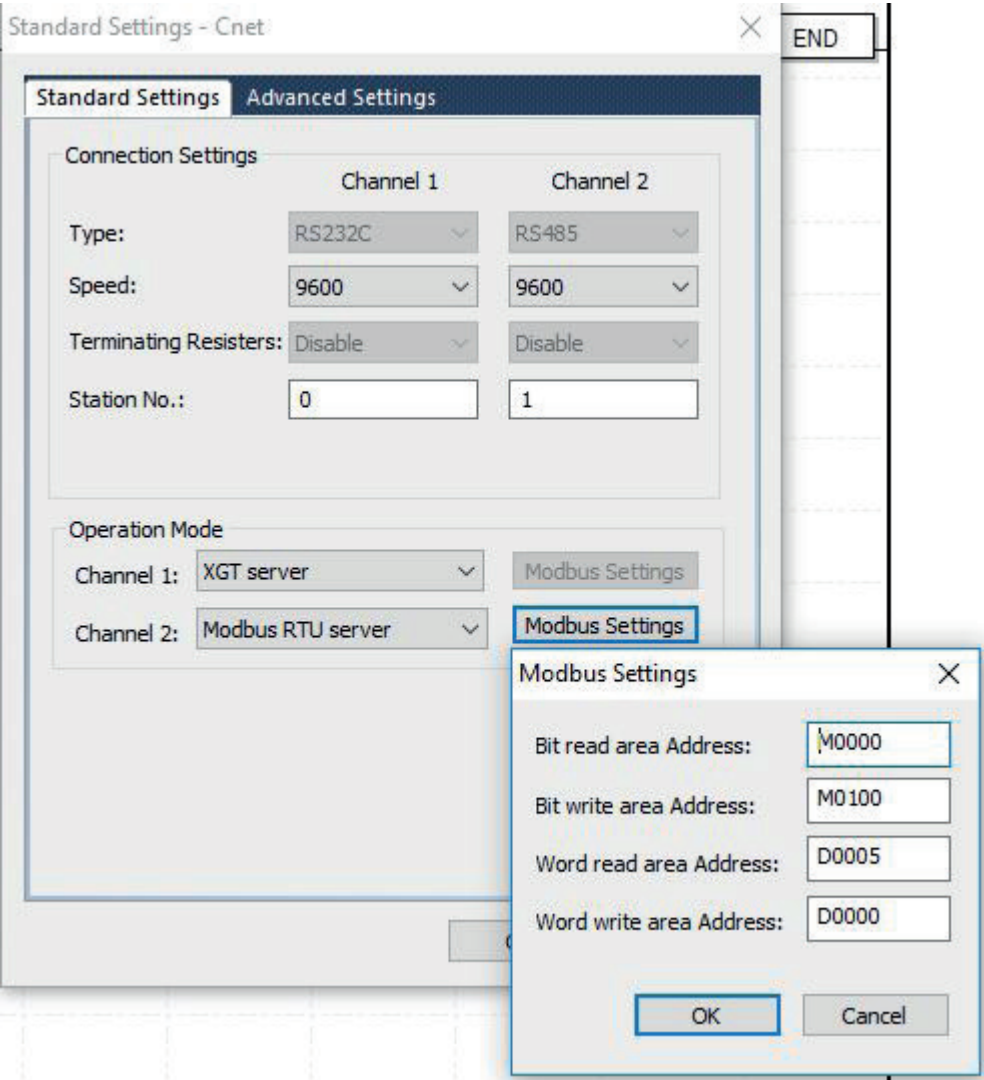 Standard Settings - Cnet
END
Standard Settings Advanced Settings
Connection Settings
Channel 1 Channel 2
Type: RS232C RS485
Speed: 9600 9600
Terminating Resisters: Disable Disable
Station No.: 0 1
Operation Mode
Channel 1: XGT server Modbus Settings
Channel 2: Modbus RTU server Modbus Settings
Modbus Settings
Bit read area Address: M0000
Bit write area Address: M0100
Word read area Address: D0005
Word write area Address: D0000
OK Cancel